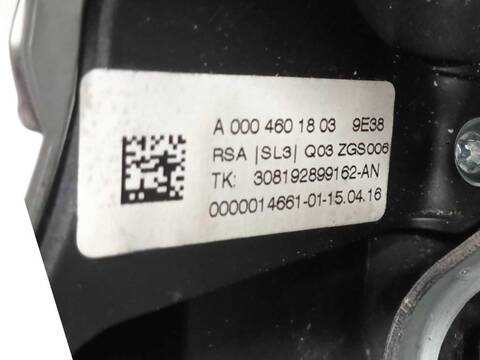 A 000 460 18 03 9E38
RSA |SL3| Q03 ZGS006
TK: 308192899162-AN
0000014661-01-15.04.16